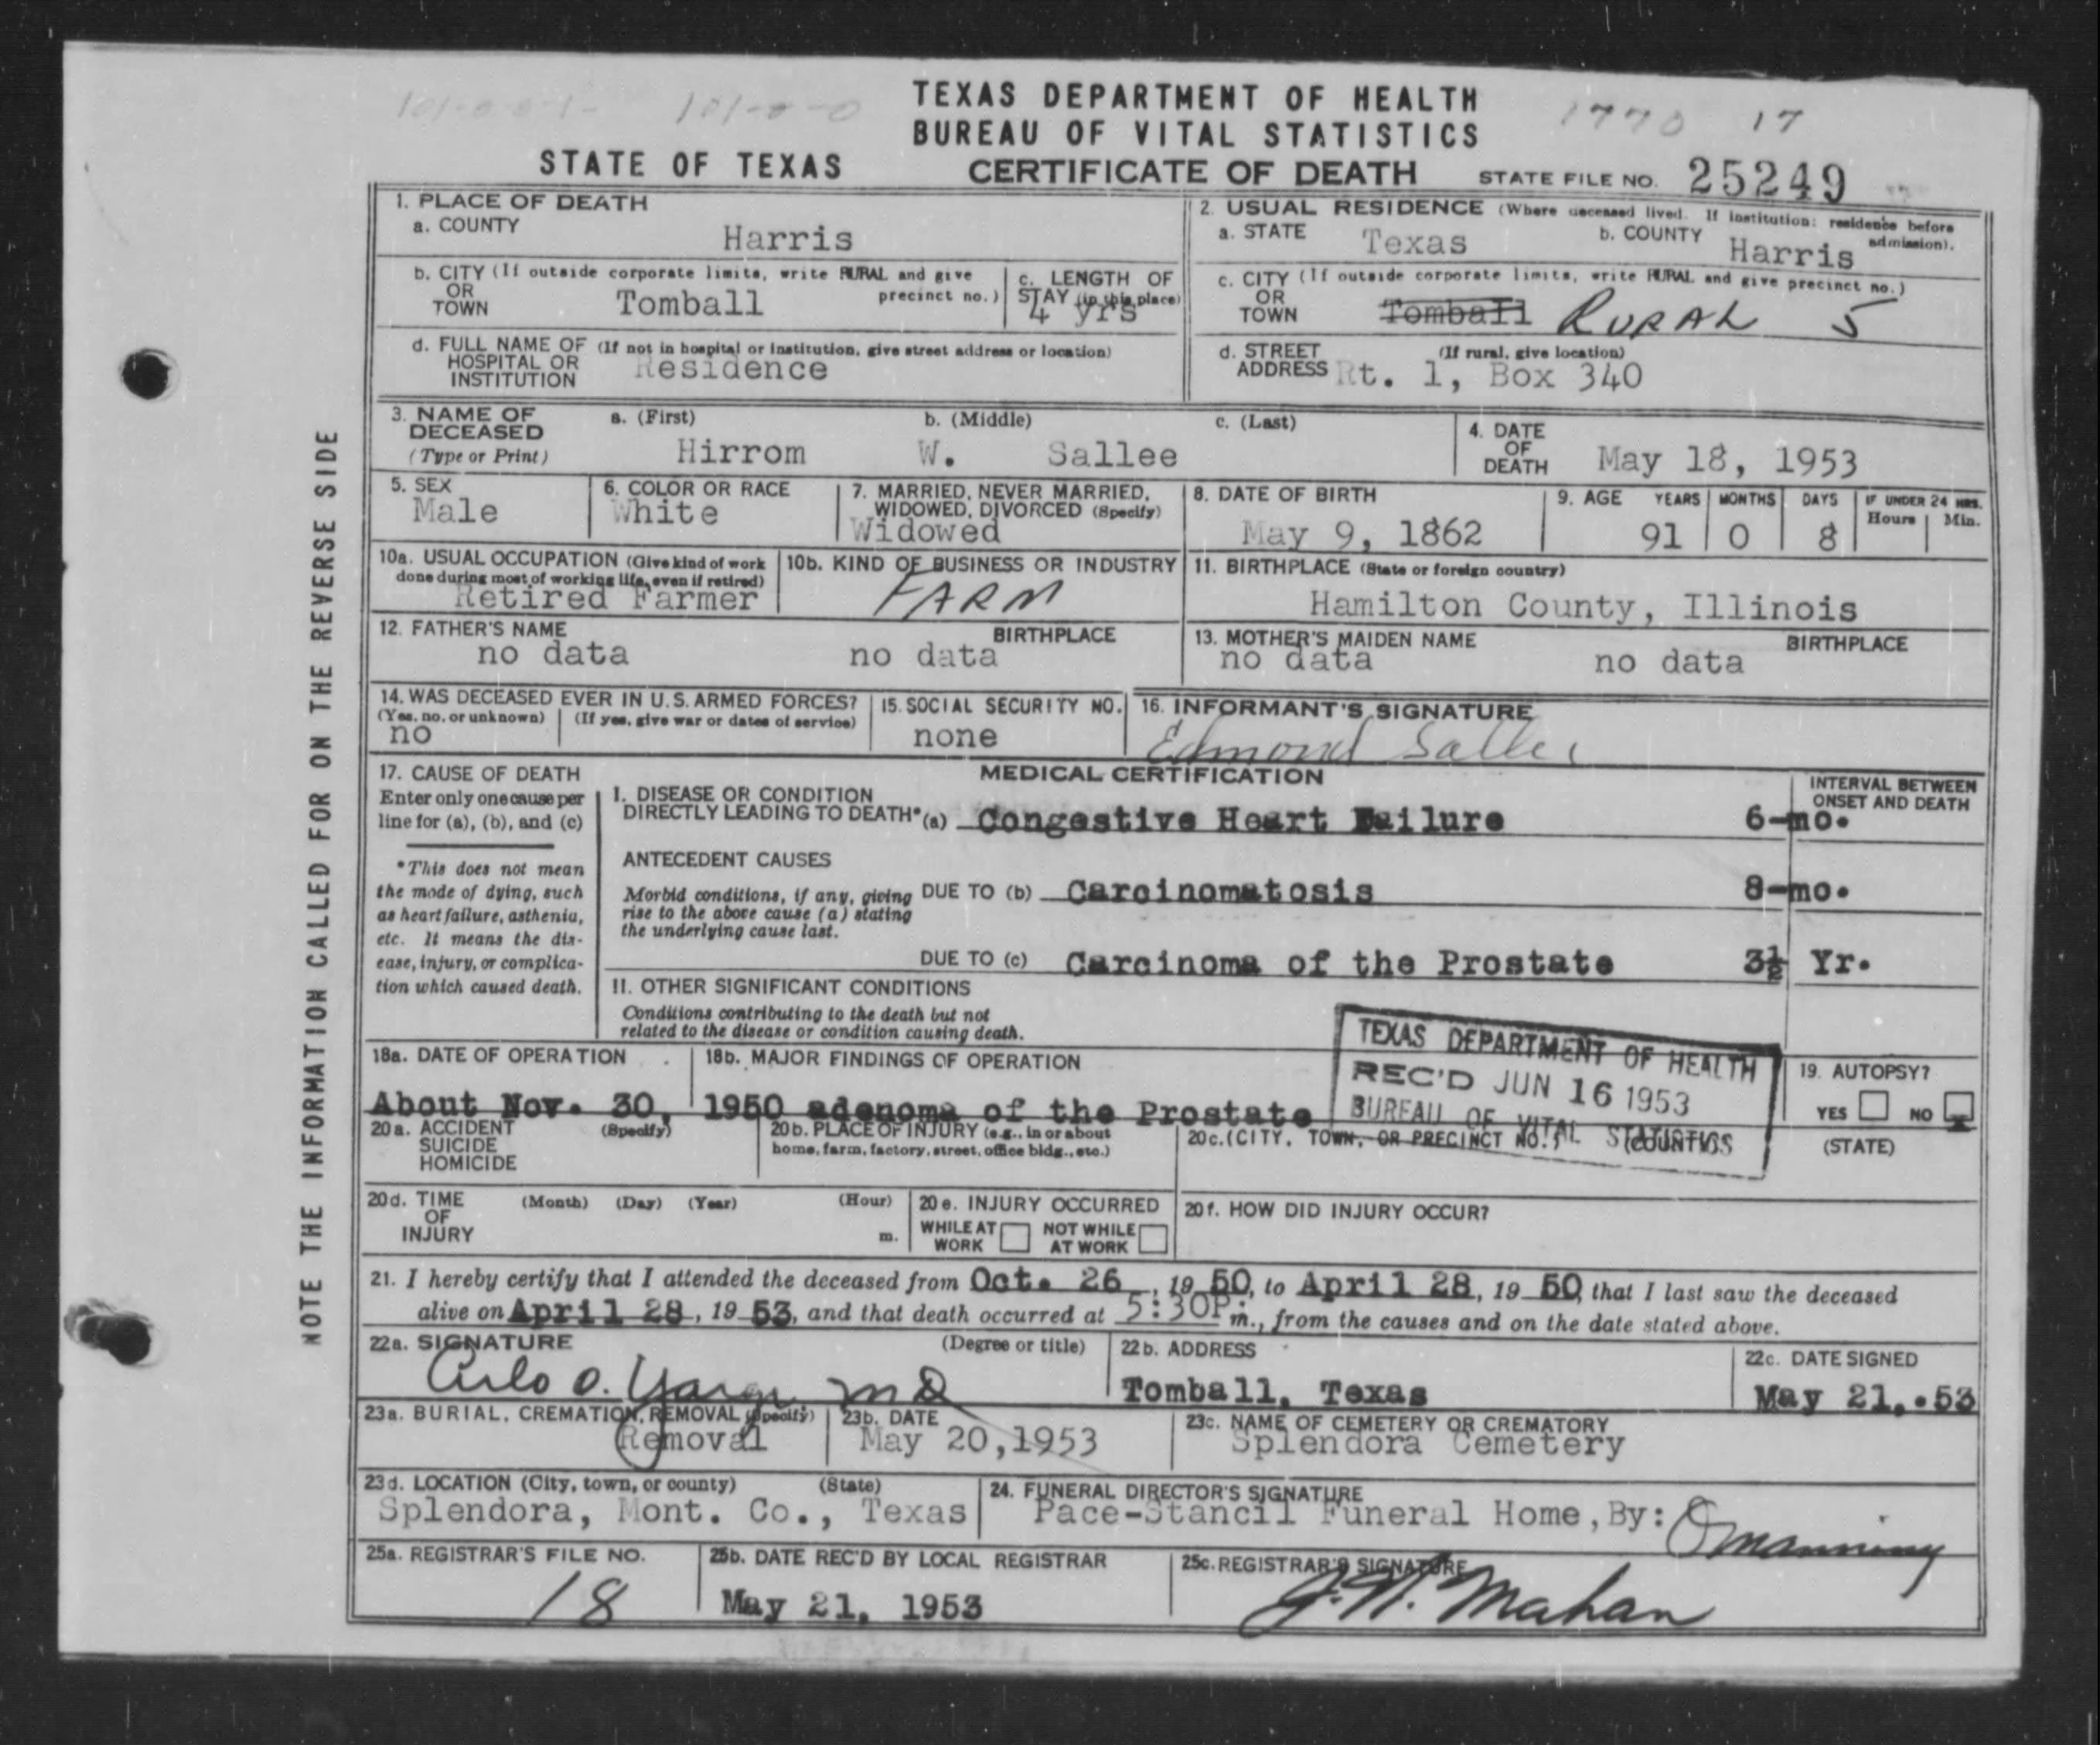 101-0-0-1- 101-0-0 1770 17
TEXAS DEPARTMENT OF HEALTH
BUREAU OF VITAL STATISTICS
STATE OF TEXAS CERTIFICATE OF DEATH STATE FILE NO. 25249
1. PLACE OF DEATH
a. COUNTY Harris
2. USUAL RESIDENCE (Where deceased lived. If institution: residence before admission).
a. STATE Texas b. COUNTY Harris
b. CITY (If outside corporate limits, write RURAL and give precinct no.)
OR
TOWN Tomball
c. LENGTH OF
STAY (in this place)
4 yrs
c. CITY (If outside corporate limits, write RURAL and give precinct no.)
OR
TOWN Tomball RURAL 5
d. FULL NAME OF (If not in hospital or institution, give street address or location)
HOSPITAL OR
INSTITUTION Residence
d. STREET (If rural, give location)
ADDRESS Rt. 1, Box 340
3. NAME OF DECEASED
(Type or Print)
a. (First) b. (Middle) c. (Last)
Hirrom W. Sallee
4. DATE
OF
DEATH May 18, 1953
5. SEX
Male
6. COLOR OR RACE
White
7. MARRIED, NEVER MARRIED,
WIDOWED, DIVORCED (Specify)
Widowed
8. DATE OF BIRTH
May 9, 1862
9. AGE YEARS MONTHS DAYS IF UNDER 24 HRS.
Hours Min.
91 0 8
10a. USUAL OCCUPATION (Give kind of work
done during most of working life, even if retired)
Retired Farmer
10b. KIND OF BUSINESS OR INDUSTRY
FARM
11. BIRTHPLACE (State or foreign country)
Hamilton County, Illinois
12. FATHER'S NAME BIRTHPLACE
no data no data
13. MOTHER'S MAIDEN NAME BIRTHPLACE
no data no data
14. WAS DECEASED EVER IN U.S. ARMED FORCES?
(Yes, no, or unknown) (If yes, give war or dates of service)
no
15. SOCIAL SECURITY NO.
none
16. INFORMANT'S SIGNATURE
Edmond Sallee
17. CAUSE OF DEATH
Enter only one cause per
line for (a), (b), and (c)
*This does not mean
the mode of dying, such
as heart failure, asthenia,
etc. It means the dis-
ease, injury, or complica-
tion which caused death.
MEDICAL CERTIFICATION
INTERVAL BETWEEN
ONSET AND DEATH
I. DISEASE OR CONDITION
DIRECTLY LEADING TO DEATH* (a) Congestive Heart Failure 6-mo.
ANTECEDENT CAUSES
Morbid conditions, if any, giving
rise to the above cause (a) stating
the underlying cause last.
DUE TO (b) Carcinomatosis 8-mo.
DUE TO (c) Carcinoma of the Prostate 3½ Yr.
II. OTHER SIGNIFICANT CONDITIONS
Conditions contributing to the death but not
related to the disease or condition causing death.
TEXAS DEPARTMENT OF HEALTH
REC'D JUN 16 1953
BUREAU OF VITAL STATISTICS
18a. DATE OF OPERATION 18b. MAJOR FINDINGS OF OPERATION
About Nov. 30, 1950 adenoma of the Prostate
19. AUTOPSY?
YES NO
20a. ACCIDENT (Specify)
SUICIDE
HOMICIDE
20b. PLACE OF INJURY (e.g., in or about
home, farm, factory, street, office bldg., etc.)
20c. (CITY, TOWN, OR PRECINCT NO.) (COUNTY) (STATE)
20d. TIME (Month) (Day) (Year) (Hour)
OF
INJURY m.
20e. INJURY OCCURRED
WHILE AT
WORK
NOT WHILE
AT WORK
20f. HOW DID INJURY OCCUR?
21. I hereby certify that I attended the deceased from Oct. 26, 1950, to April 28, 1950, that I last saw the deceased
alive on April 28, 1953, and that death occurred at 5:30P. m., from the causes and on the date stated above.
22a. SIGNATURE (Degree or title)
O. MD
22b. ADDRESS
Tomball, Texas
22c. DATE SIGNED
May 21,.53
23a. BURIAL, CREMATION, REMOVAL (Specify)
Removal
23b. DATE
May 20,1953
23c. NAME OF CEMETERY OR CREMATORY
Splendora Cemetery
23d. LOCATION (City, town, or county) (State)
Splendora, Mont. Co., Texas
24. FUNERAL DIRECTOR'S SIGNATURE
Pace-Stancil Funeral Home, By: Manning
25a. REGISTRAR'S FILE NO.
18
25b. DATE REC'D BY LOCAL REGISTRAR
May 21, 1953
25c. REGISTRAR'S SIGNATURE
J. N. Mahan
NOTE THE INFORMATION CALLED FOR ON THE REVERSE SIDE